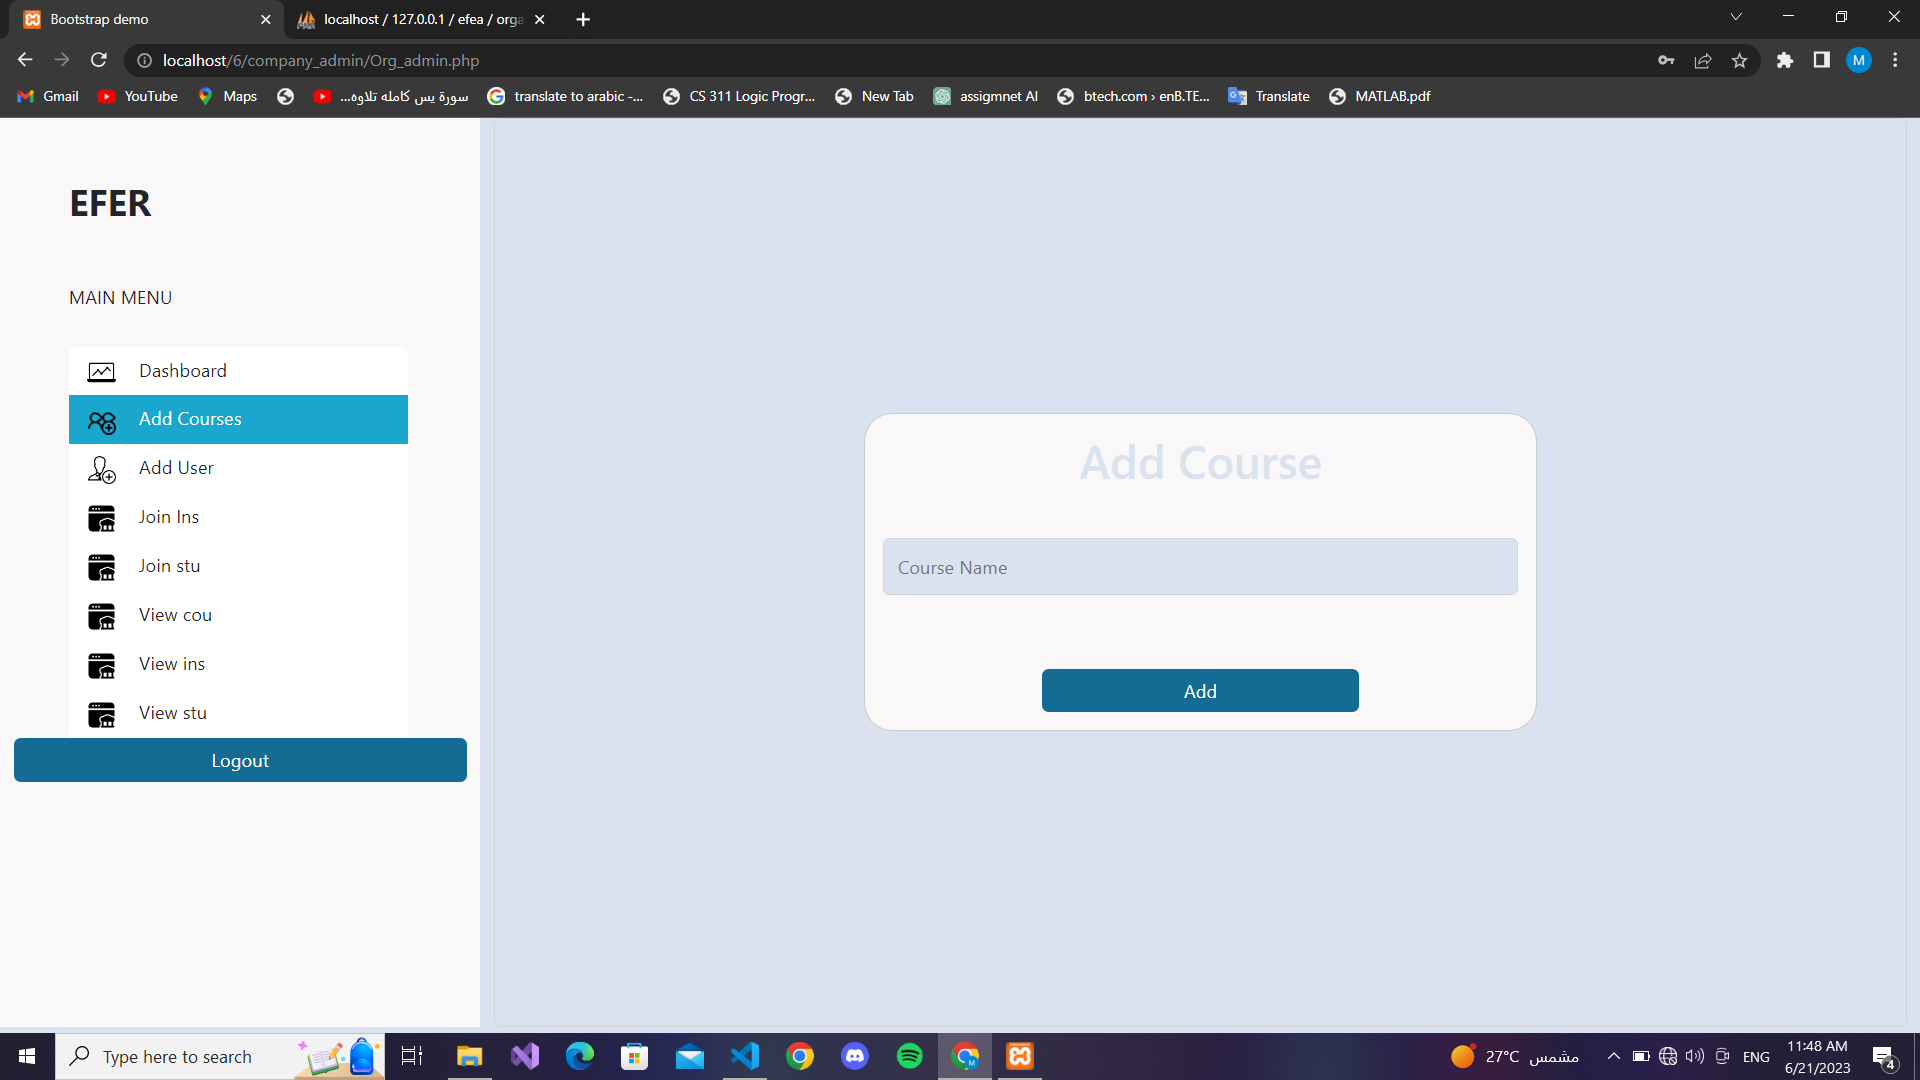 Bootstrap demo
localhost / 127.0.0.1 / efea / orga
localhost/6/company_admin/Org_admin.php
M
Gmail
YouTube
Maps
سورة يس كامله تلاوه...
translate to arabic -...
CS 311 Logic Progr...
New Tab
assigmnet AI
btech.com › enB.TE...
Translate
MATLAB.pdf
EFER
MAIN MENU
Dashboard
Add Courses
Add User
Join Ins
Join stu
View cou
View ins
View stu
Logout
Add Course
Course Name
Add
Type here to search
27°C مشمس
ENG
11:48 AM
6/21/2023
4